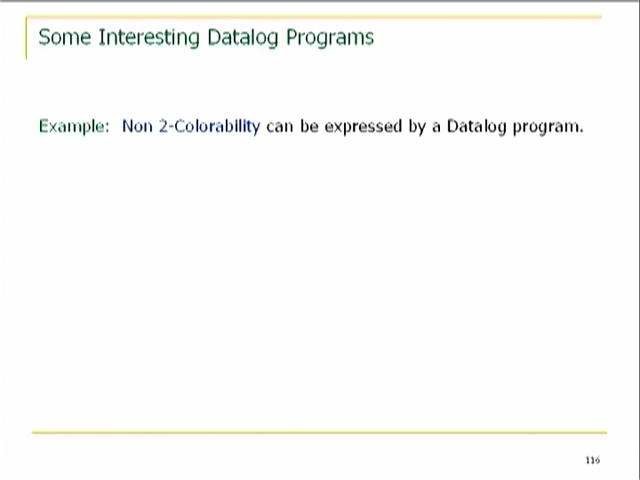 Some Interesting Datalog Programs
Example: Non 2-Colorability can be expressed by a Datalog program.
116